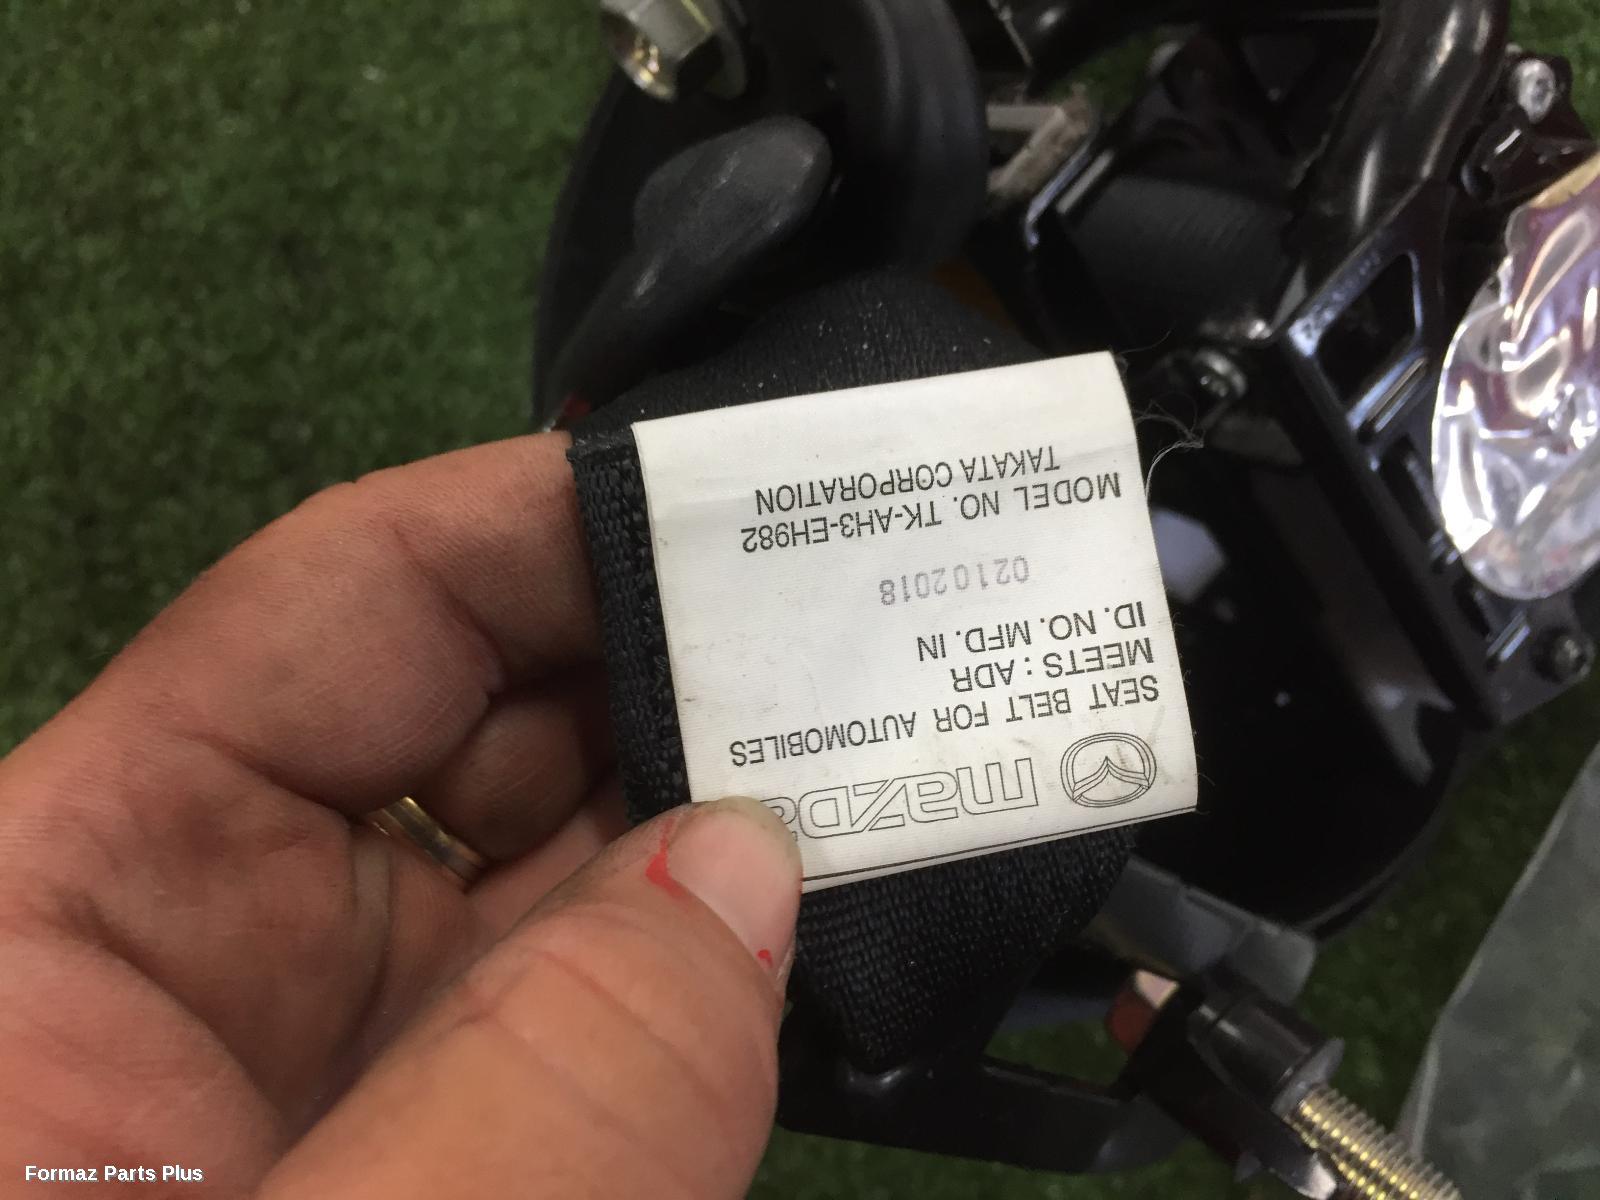 mazda
SEAT BELT FOR AUTOMOBILES
MEETS : ADR
ID. NO. MFD. IN
02102018
MODEL NO. TK-AH3-EH982
TAKATA CORPORATION
Formaz Parts Plus